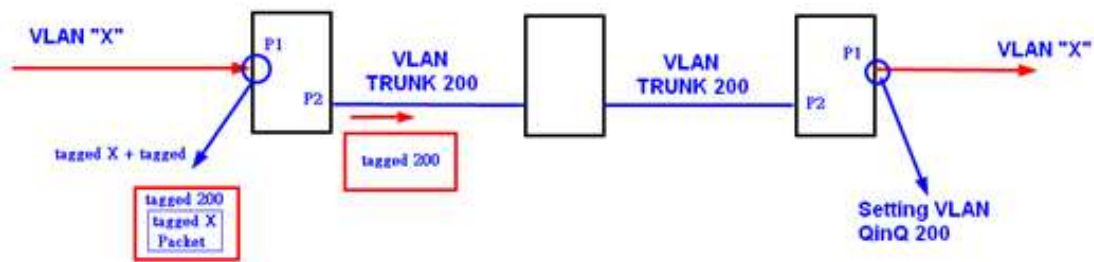 VLAN "X"
P1
P2
tagged X + tagged
tagged 200
tagged X
Packet
VLAN
TRUNK 200
tagged 200
VLAN
TRUNK 200
P1
P2
VLAN "X"
Setting VLAN
QinQ 200